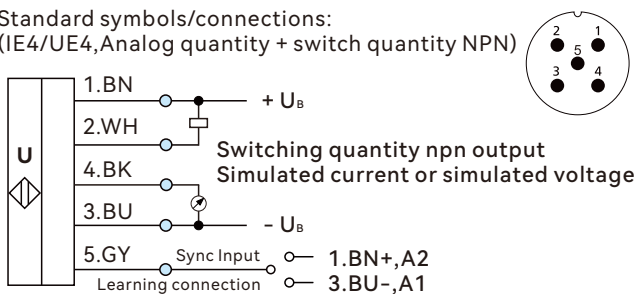 Standard symbols/connections:
(IE4/UE4,Analog quantity + switch quantity NPN)
2 1
5
3 4
1.BN
+ UB
2.WH
Switching quantity npn output
U
4.BK
Simulated current or simulated voltage
3.BU
- UB
5.GY
Sync Input
1.BN+,A2
Learning connection
3.BU-,A1